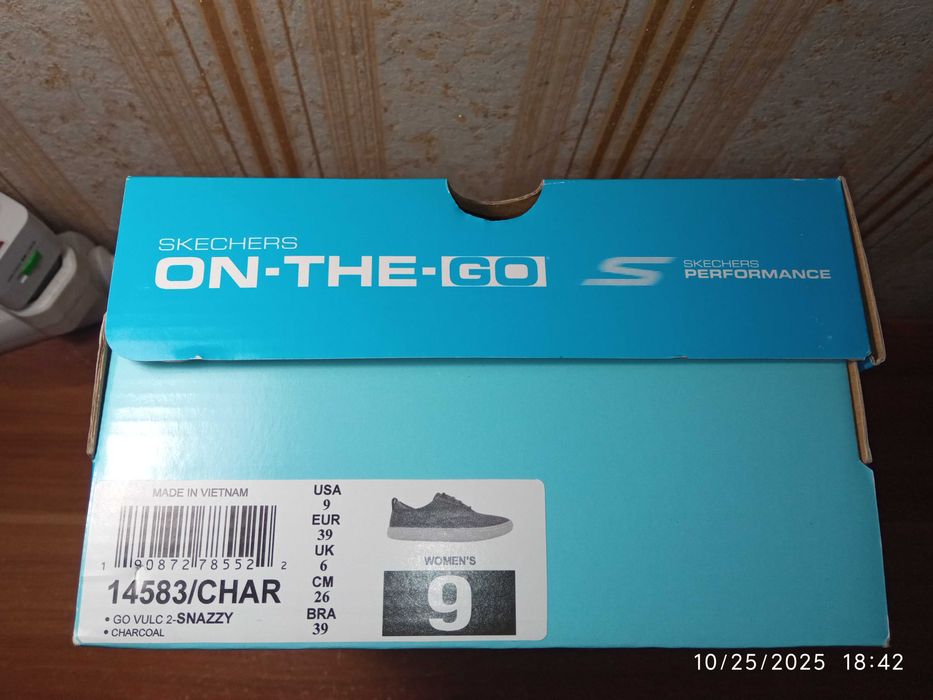 SKECHERS
ON-THE-GO
SKECHERS
PERFORMANCE
MADE IN VIETNAM
1 90872 78552 2
14583/CHAR
• GO VULC 2-SNAZZY
• CHARCOAL
USA
9
EUR
39
UK
6
CM
26
BRA
39
WOMEN'S
9
10/25/2025 18:42